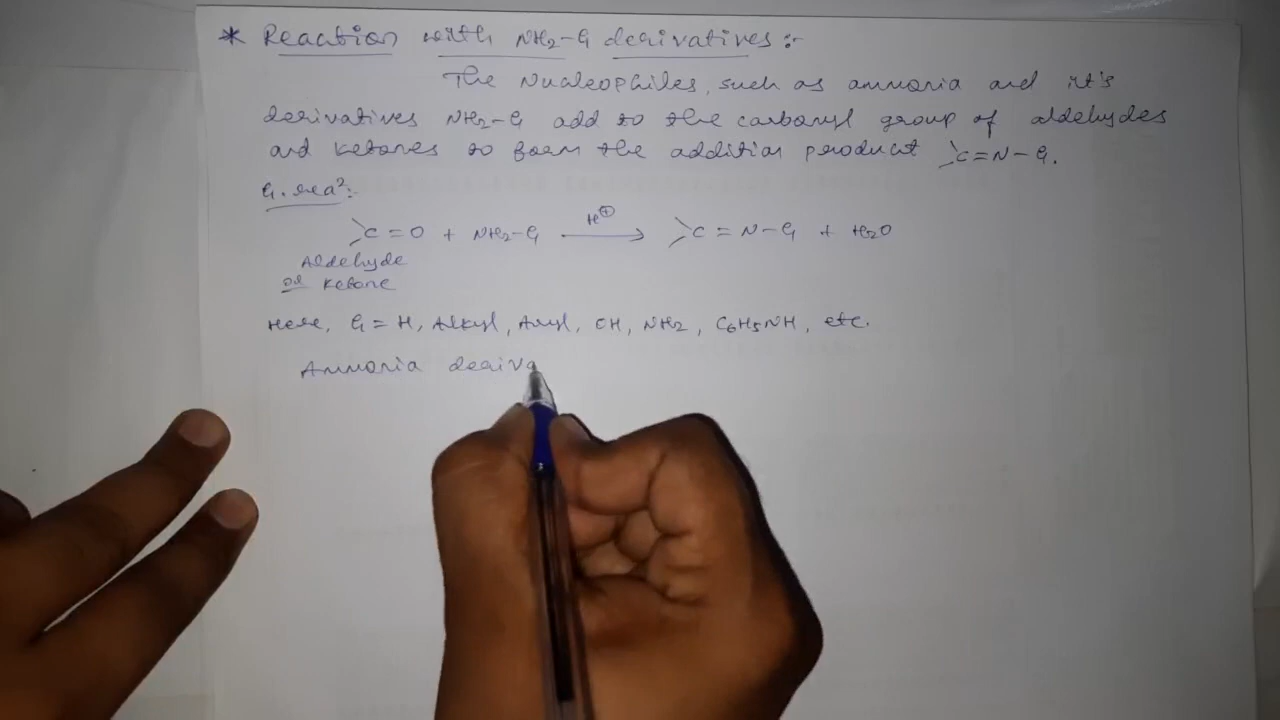 * Reaction with NH2-G derivatives :-
The Nucleophiles, such as ammonia and it's
derivatives NH2-G add to the carbonyl group of aldehydes
and ketones to form the addition product >C=N-G.
G. rea²:-
>C=O + NH2-G H⊕ → >C=N-G + H2O
Aldehyde
or ketone
Here, G = H, Alkyl, Aryl, OH, NH2, C6H5NH, etc.
Ammonia deriva